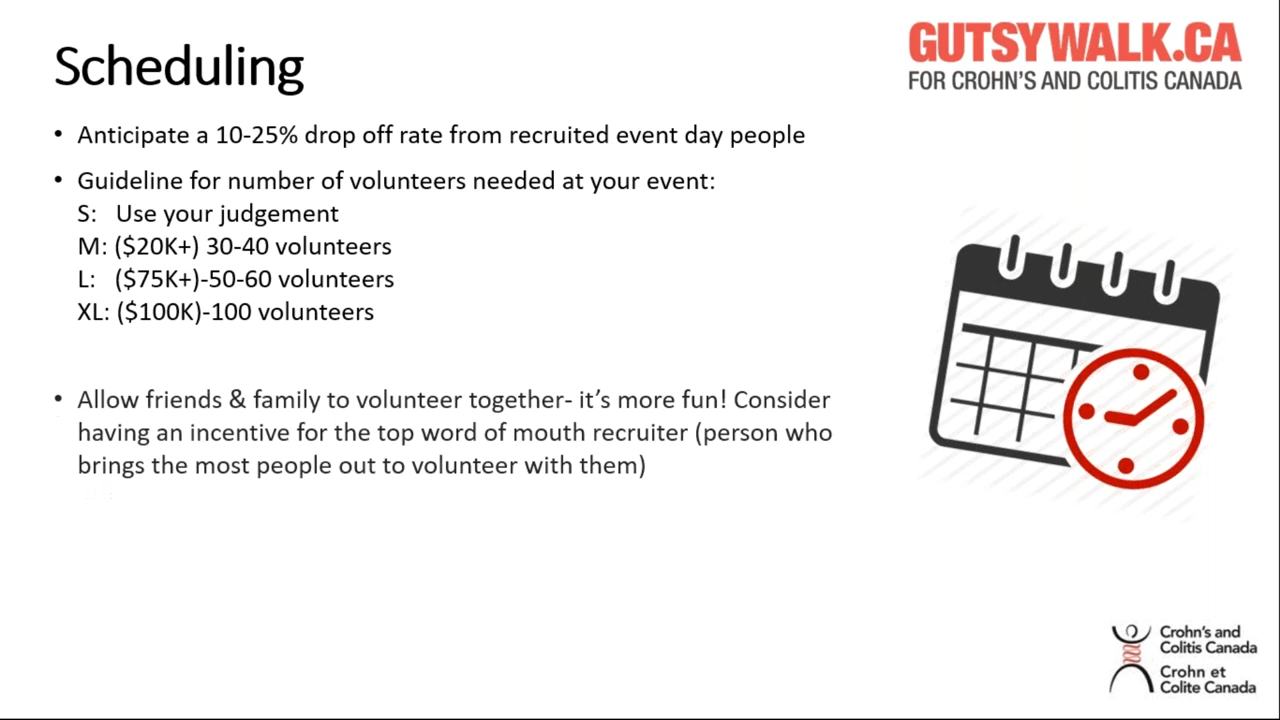 Scheduling
GUTSYWALK.CA
FOR CROHN'S AND COLITIS CANADA
• Anticipate a 10-25% drop off rate from recruited event day people
• Guideline for number of volunteers needed at your event:
S: Use your judgement
M: ($20K+) 30-40 volunteers
L: ($75K+)-50-60 volunteers
XL: ($100K)-100 volunteers
• Allow friends & family to volunteer together- it's more fun! Consider
having an incentive for the top word of mouth recruiter (person who
brings the most people out to volunteer with them)
Crohn's and
Colitis Canada
Crohn et
Colite Canada